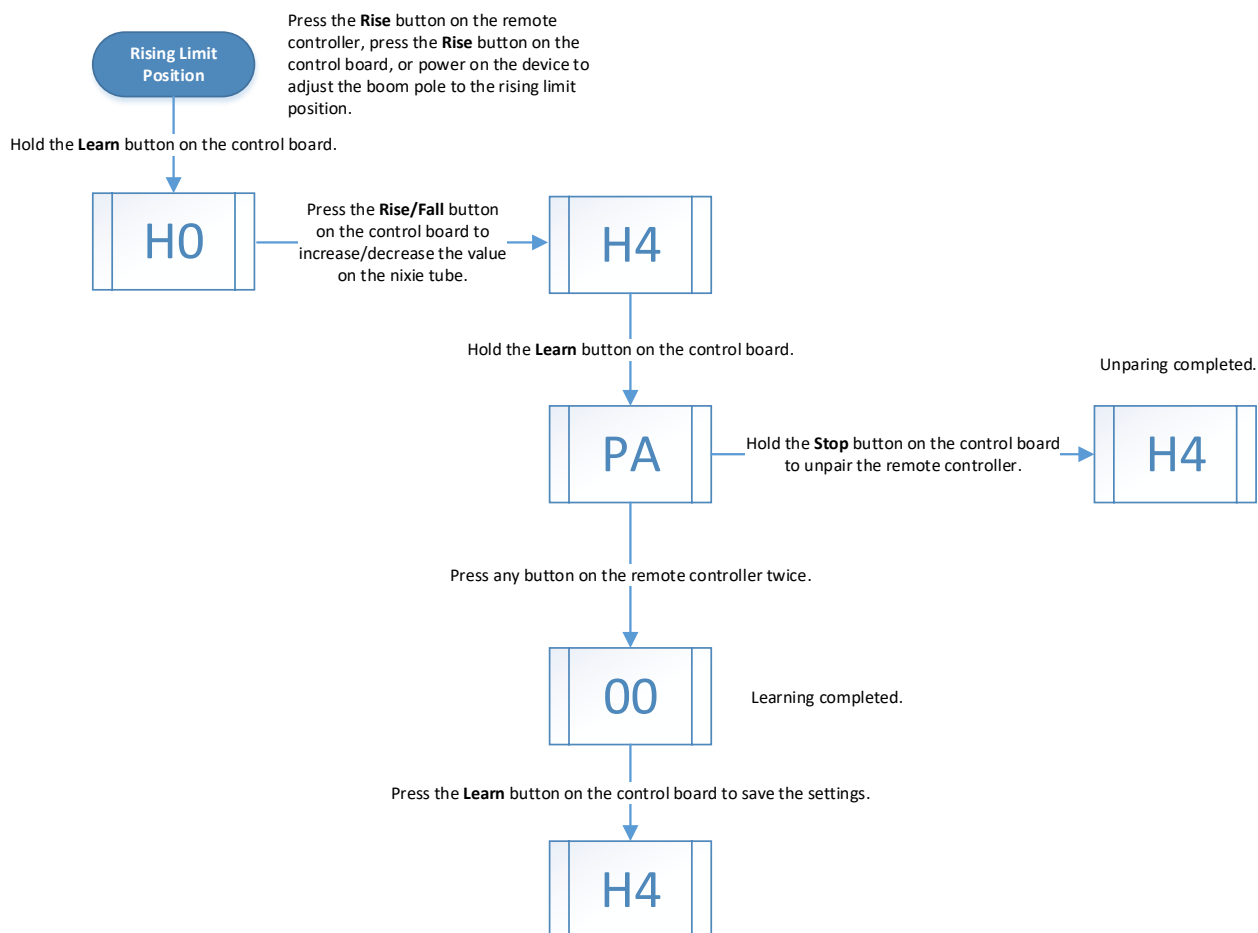 Press the Rise button on the remote
controller, press the Rise button on the
control board, or power on the device to
adjust the boom pole to the rising limit
position.
Rising Limit
Position
Hold the Learn button on the control board.
H0
Press the Rise/Fall button
on the control board to
increase/decrease the value
on the nixie tube.
H4
Hold the Learn button on the control board.
Unparing completed.
PA
Hold the Stop button on the control board
to unpair the remote controller.
H4
Press any button on the remote controller twice.
00
Learning completed.
Press the Learn button on the control board to save the settings.
H4